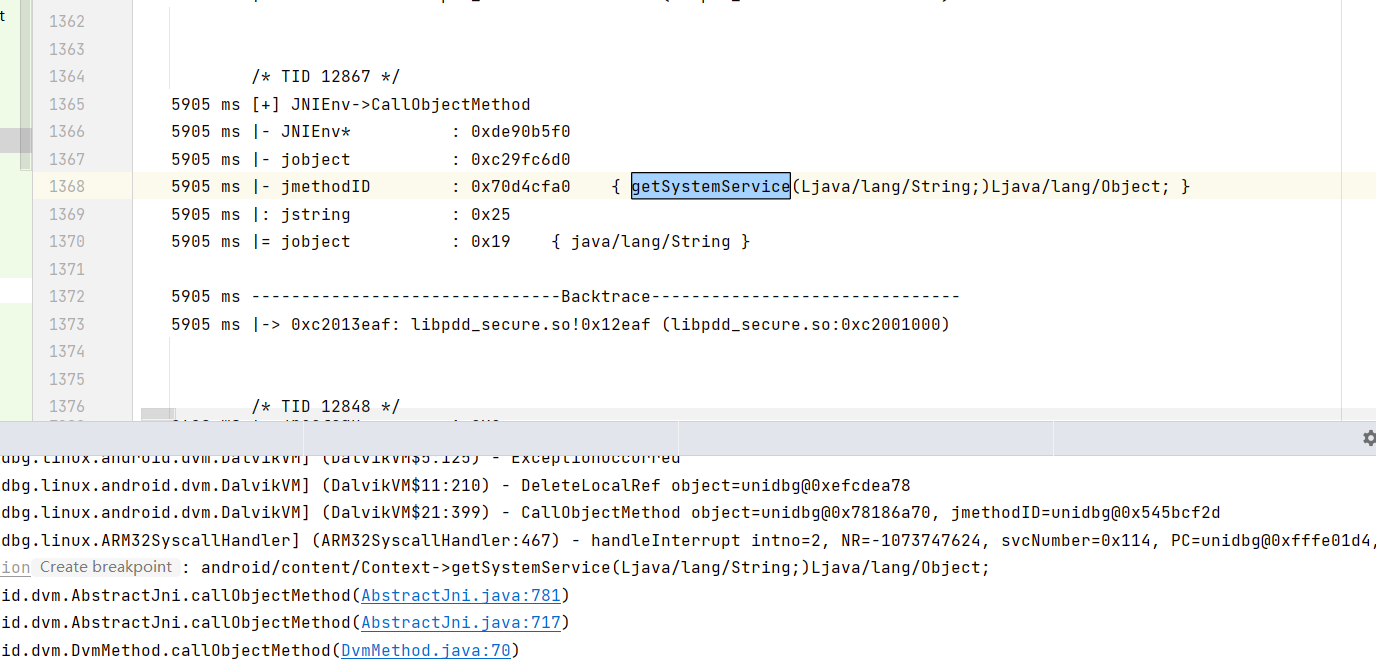 t
1362
1363
1364 /* TID 12867 */
1365 5905 ms [+] JNIEnv->CallObjectMethod
1366 5905 ms |- JNIEnv* : 0xde90b5f0
1367 5905 ms |- jobject : 0xc29fc6d0
1368 5905 ms |- jmethodID : 0x70d4cfa0 { getSystemService(Ljava/lang/String;)Ljava/lang/Object; }
1369 5905 ms |: jstring : 0x25
1370 5905 ms |= jobject : 0x19 { java/lang/String }
1371
1372 5905 ms -------------------------------Backtrace-------------------------------
1373 5905 ms |-> 0xc2013eaf: libpdd_secure.so!0x12eaf (libpdd_secure.so:0xc2001000)
1374
1375
1376 /* TID 12848 */
dbg.linux.android.dvm.DalvikVM] (DalvikVM$5:125) - ExceptionOccurred
dbg.linux.android.dvm.DalvikVM] (DalvikVM$11:210) - DeleteLocalRef object=unidbg@0xefcdea78
dbg.linux.android.dvm.DalvikVM] (DalvikVM$21:399) - CallObjectMethod object=unidbg@0x78186a70, jmethodID=unidbg@0x545bcf2d
dbg.linux.ARM32SyscallHandler] (ARM32SyscallHandler:467) - handleInterrupt intno=2, NR=-1073747624, svcNumber=0x114, PC=unidbg@0xfffe01d4,
ion Create breakpoint : android/content/Context->getSystemService(Ljava/lang/String;)Ljava/lang/Object;
id.dvm.AbstractJni.callObjectMethod(AbstractJni.java:781)
id.dvm.AbstractJni.callObjectMethod(AbstractJni.java:717)
id.dvm.DvmMethod.callObjectMethod(DvmMethod.java:70)